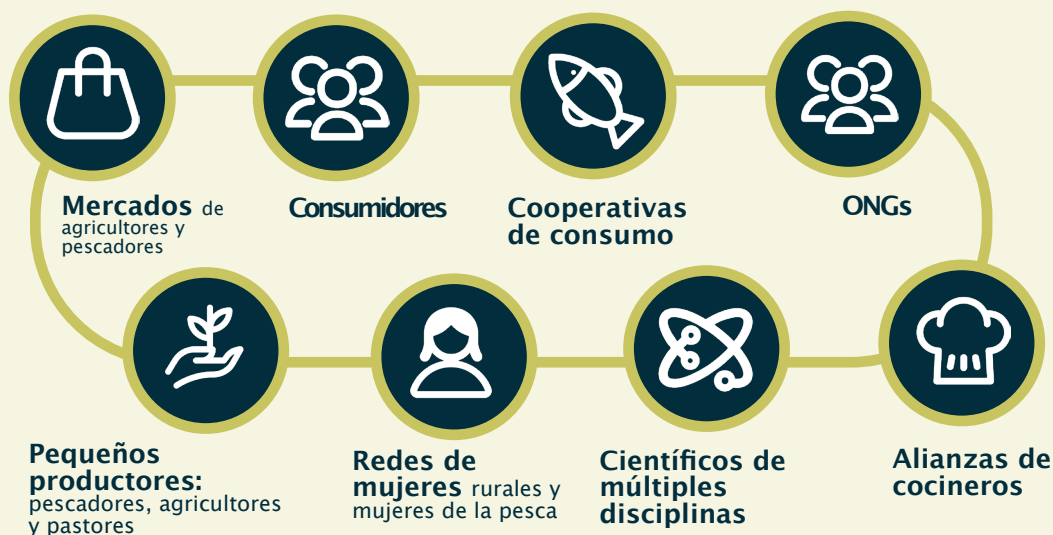 Mercados de
agricultores y
pescadores
Consumidores
Cooperativas
de consumo
ONGs
Pequeños
productores:
pescadores, agricultores
y pastores
Redes de
mujeres rurales y
mujeres de la pesca
Científicos de
múltiples
disciplinas
Alianzas de
cocineros